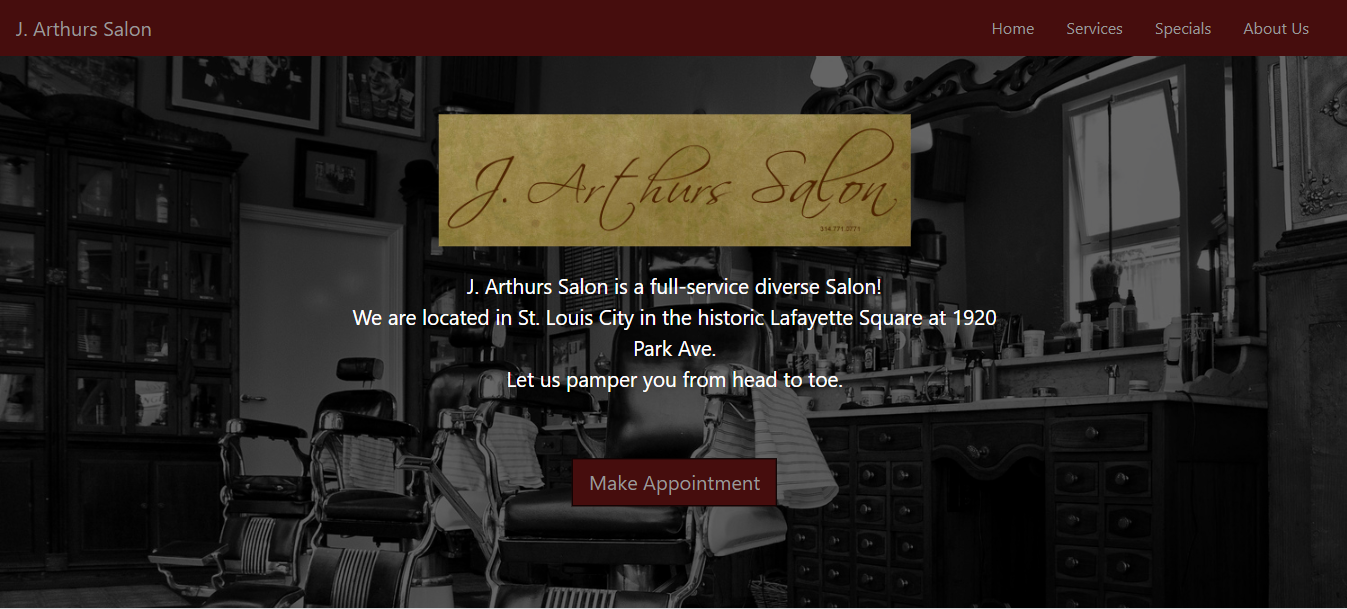 J. Arthurs Salon
Home Services Specials About Us
J. Arthurs Salon
314.771.0771
J. Arthurs Salon is a full-service diverse Salon!
We are located in St. Louis City in the historic Lafayette Square at 1920
Park Ave.
Let us pamper you from head to toe.
Make Appointment